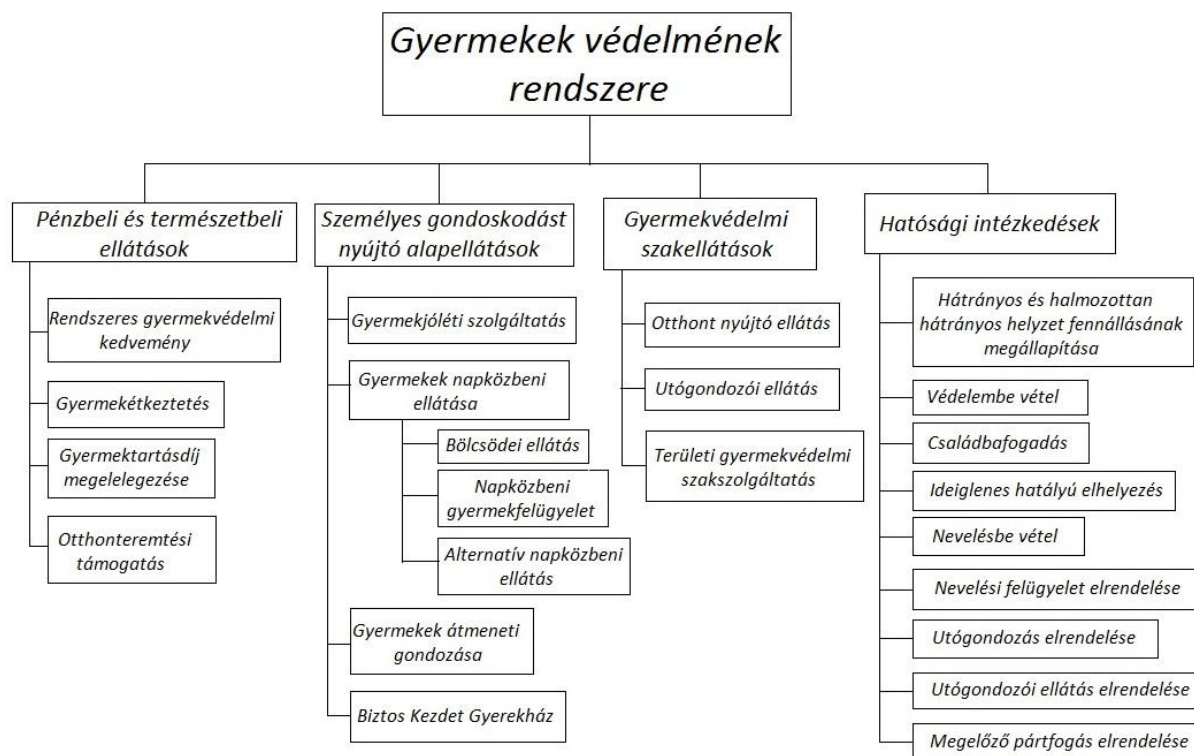 Gyermekek védelmének
rendszere
Pénzbeli és természetbeli
ellátások
Rendszeres gyermekvédelmi
kedvemény
Gyermekétkeztetés
Gyermektartásdíj
megelelegezése
Otthonteremtési
támogatás
Személyes gondoskodást
nyújtó alapellátások
Gyermekjóléti szolgáltatás
Gyermekek napközbeni
ellátása
Bölcsödei ellátás
Napközbeni
gyermekfelügyelet
Alternatív napközbeni
ellátás
Gyermekek átmeneti
gondozása
Biztos Kezdet Gyerekház
Gyermekvédelmi
szakellátások
Otthont nyújtó ellátás
Utógondozói ellátás
Területi gyermekvédelmi
szakszolgáltatás
Hatósági intézkedések
Hátrányos és halmozottan
hátrányos helyzet fennállásának
megállapítása
Védelembe vétel
Családbafogadás
Ideiglenes hatályú elhelyezés
Nevelésbe vétel
Nevelési felügyelet elrendelése
Utógondozás elrendelése
Utógondozói ellátás elrendelése
Megelőző pártfogás elrendelése